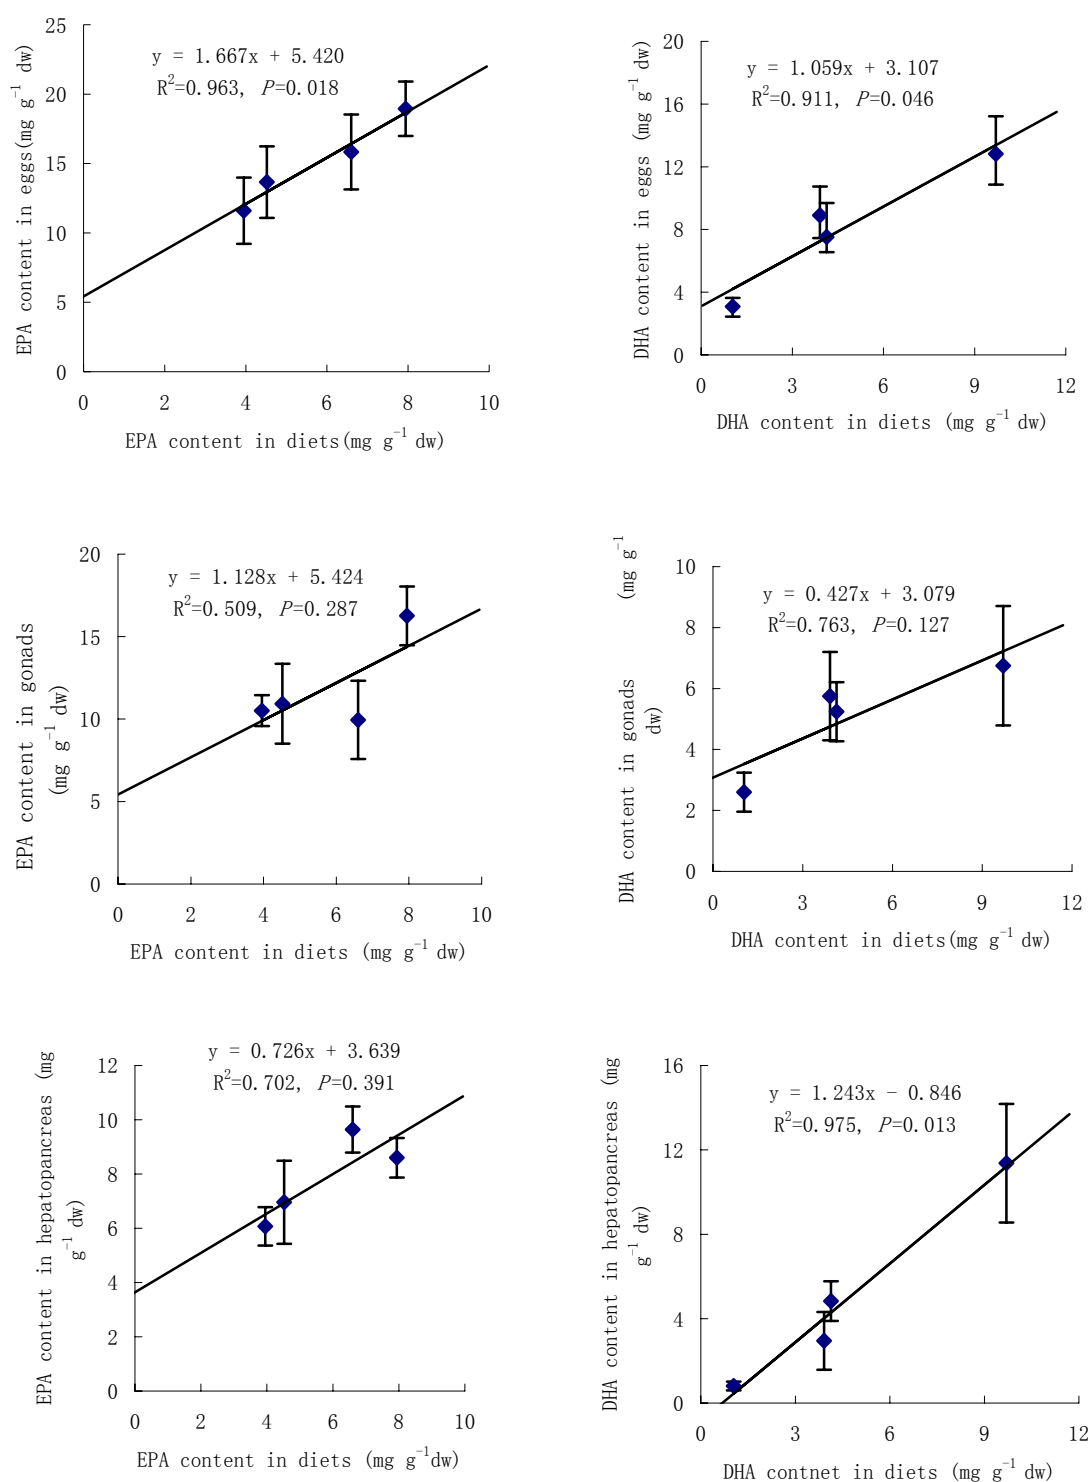 EPA content in eggs(mg g⁻¹ dw)
25
20
15
10
5
0
y = 1.667x + 5.420
R²=0.963, P=0.018
0 2 4 6 8 10
EPA content in diets(mg g⁻¹ dw)
DHA content in eggs (mg g⁻¹ dw)
20
16
12
8
4
0
y = 1.059x + 3.107
R²=0.911, P=0.046
0 3 6 9 12
DHA content in diets (mg g⁻¹ dw)
EPA content in gonads
(mg g⁻¹ dw)
20
15
10
5
0
y = 1.128x + 5.424
R²=0.509, P=0.287
0 2 4 6 8 10
EPA content in diets (mg g⁻¹ dw)
DHA content in gonads (mg g⁻¹
dw)
10
8
6
4
2
0
y = 0.427x + 3.079
R²=0.763, P=0.127
0 3 6 9 12
DHA content in diets(mg g⁻¹ dw)
EPA content in hepatopancreas (mg
g⁻¹ dw)
12
10
8
6
4
2
0
y = 0.726x + 3.639
R²=0.702, P=0.391
0 2 4 6 8 10
EPA content in diets (mg g⁻¹dw)
DHA content in hepatopancreas (mg
g⁻¹ dw)
16
12
8
4
0
y = 1.243x − 0.846
R²=0.975, P=0.013
0 3 6 9 12
DHA contnet in diets (mg g⁻¹ dw)